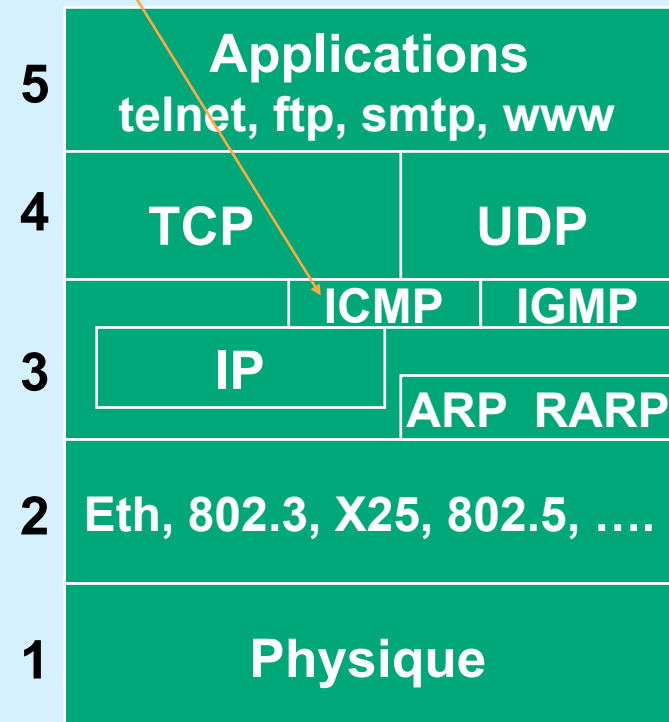 5
Applications
telnet, ftp, smtp, www
4
TCP UDP
ICMP IGMP
3
IP
ARP RARP
2
Eth, 802.3, X25, 802.5, ....
1
Physique